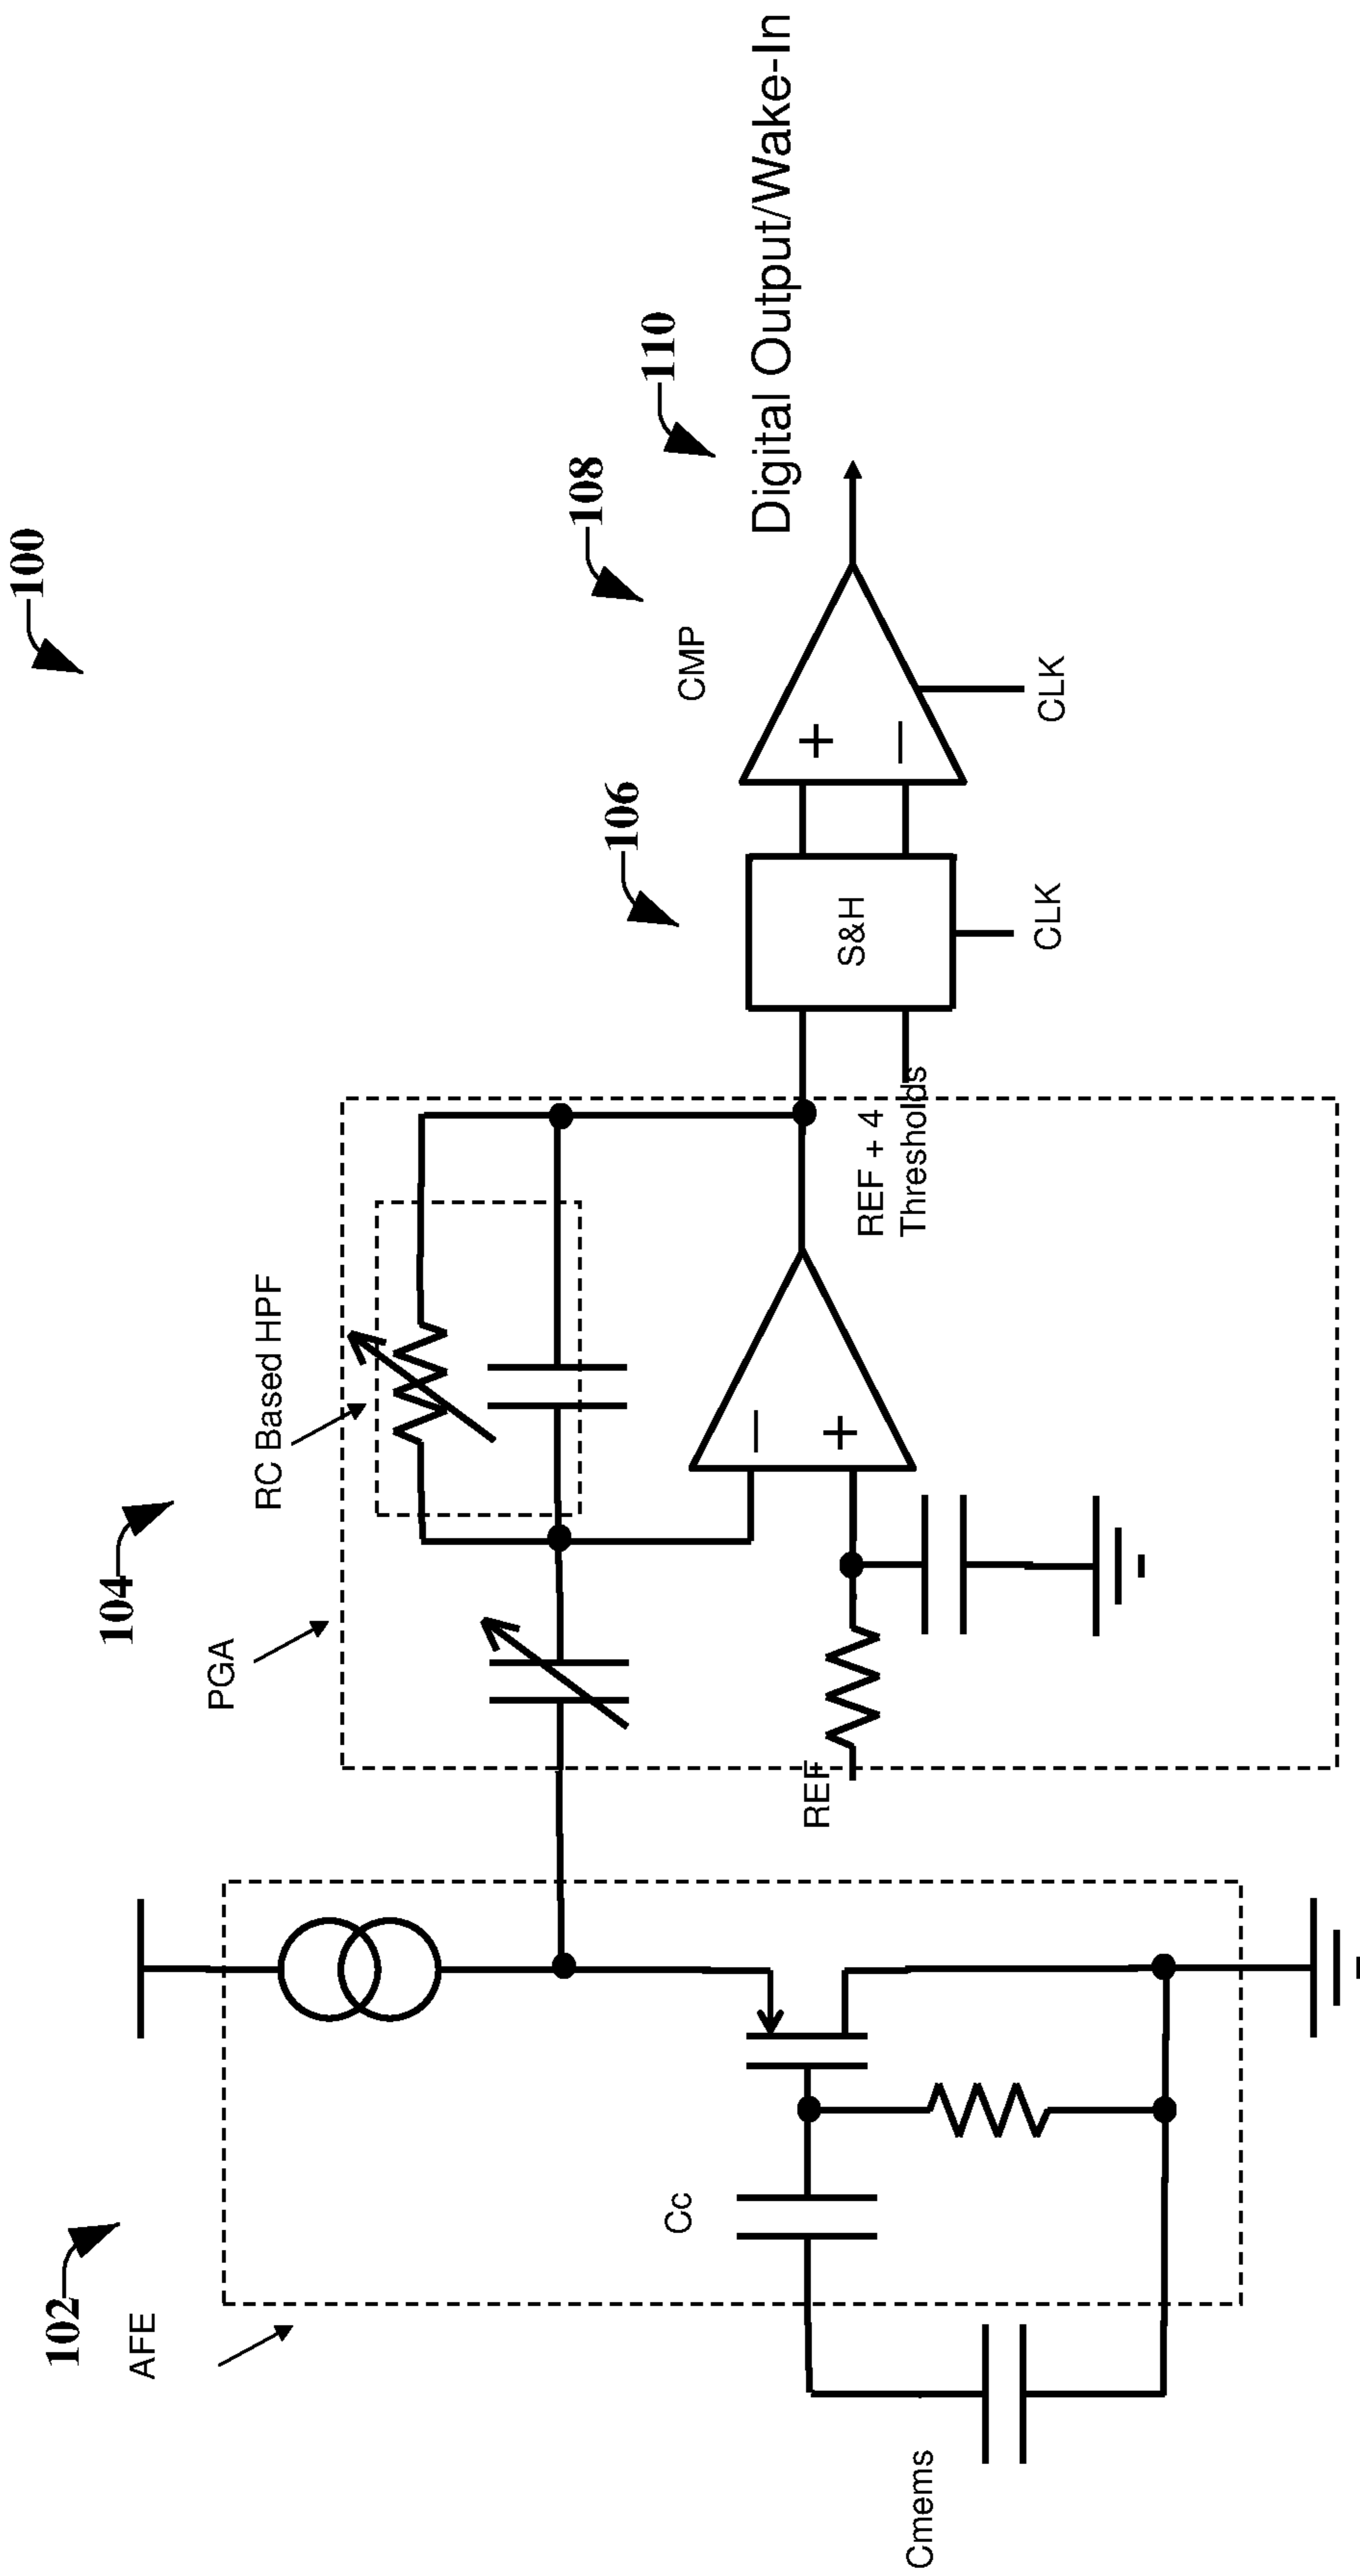 100
102
AFE
Cmems
Cc
104
PGA
RC Based HPF
REF
−
+
REF + 4
Thresholds
106
S&H
CLK
108
CMP
+
−
CLK
110
Digital Output/Wake-In